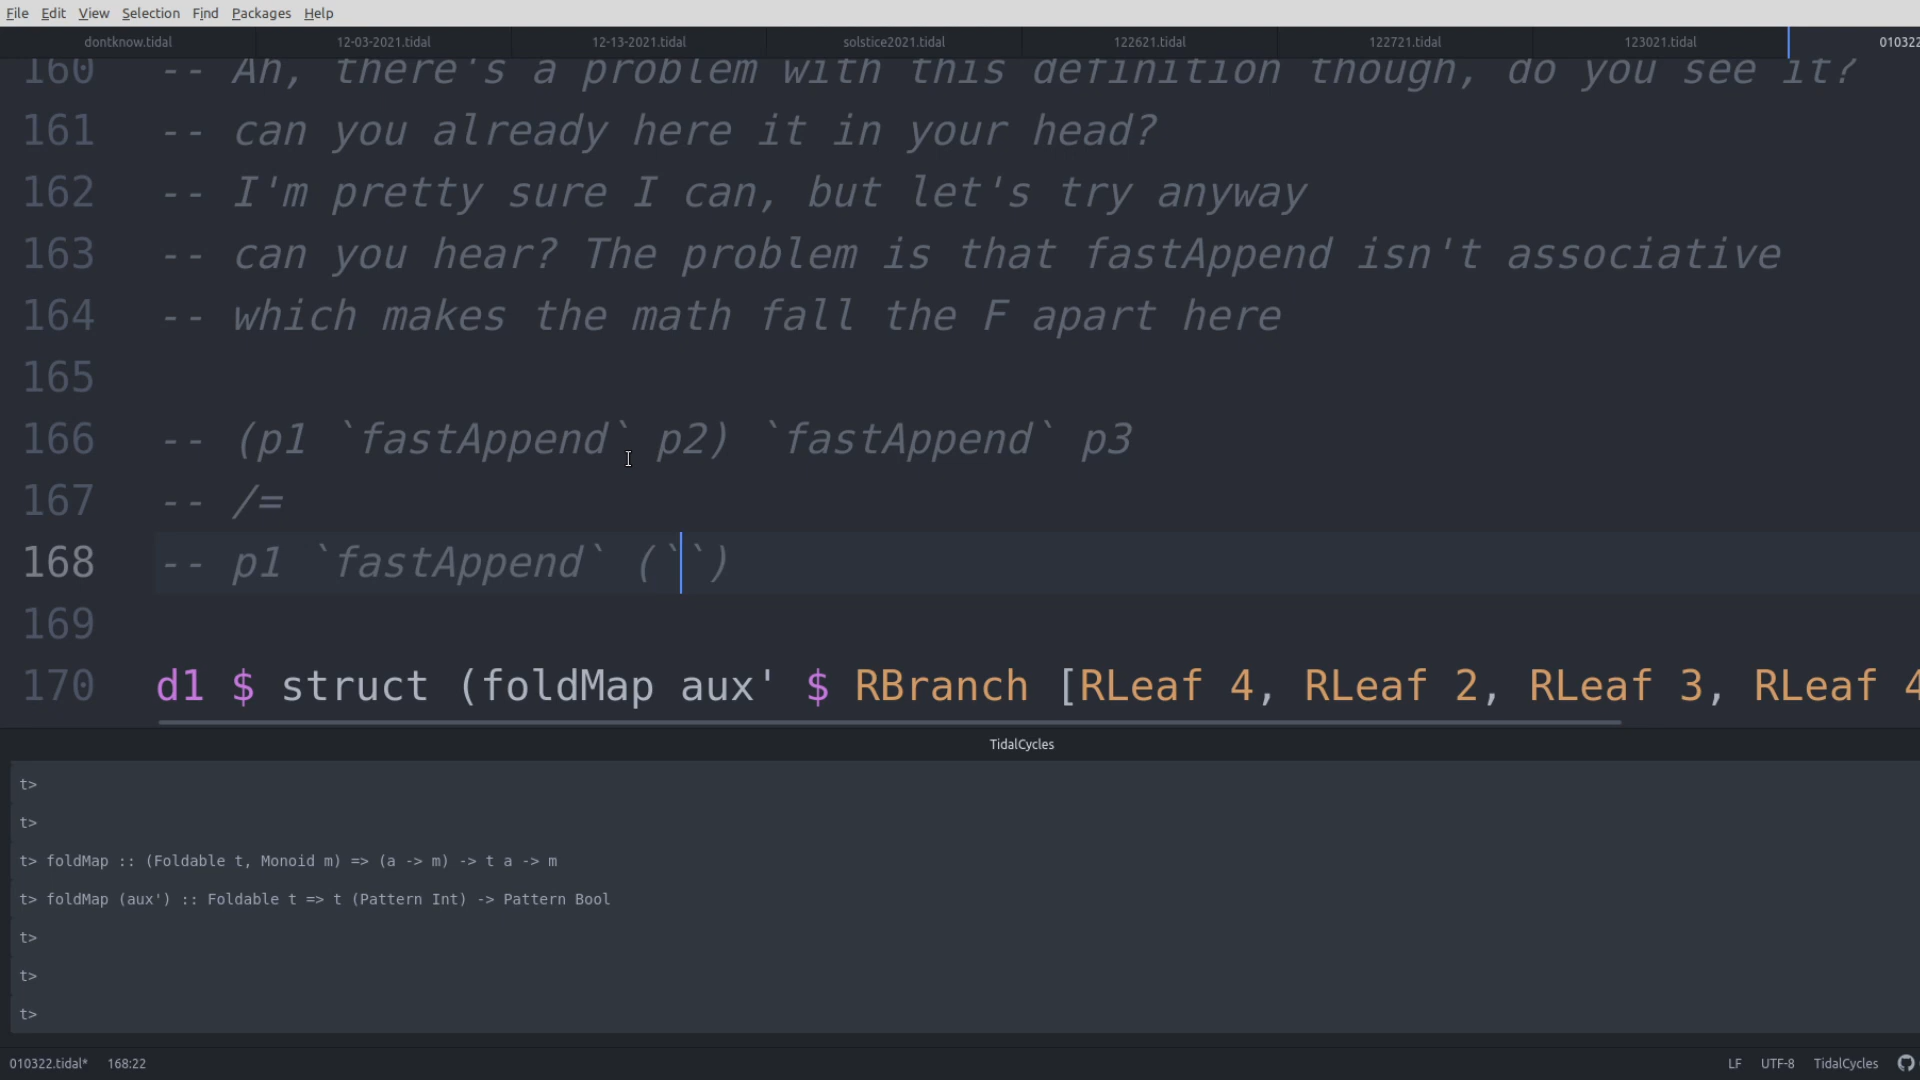 File Edit View Selection Find Packages Help
dontknow.tidal 12-03-2021.tidal 12-13-2021.tidal solstice2021.tidal 122621.tidal 122721.tidal 123021.tidal 010322
160 -- Ah, there's a problem with this definition though, do you see it?
161 -- can you already here it in your head?
162 -- I'm pretty sure I can, but let's try anyway
163 -- can you hear? The problem is that fastAppend isn't associative
164 -- which makes the math fall the F apart here
165
166 -- (p1 `fastAppend` p2) `fastAppend` p3
167 -- /=
168 -- p1 `fastAppend` (``)
169
170 d1 $ struct (foldMap aux' $ RBranch [RLeaf 4, RLeaf 2, RLeaf 3, RLeaf 4
TidalCycles
t>
t>
t> foldMap :: (Foldable t, Monoid m) => (a -> m) -> t a -> m
t> foldMap (aux') :: Foldable t => t (Pattern Int) -> Pattern Bool
t>
t>
t>
010322.tidal* 168:22 LF UTF-8 TidalCycles